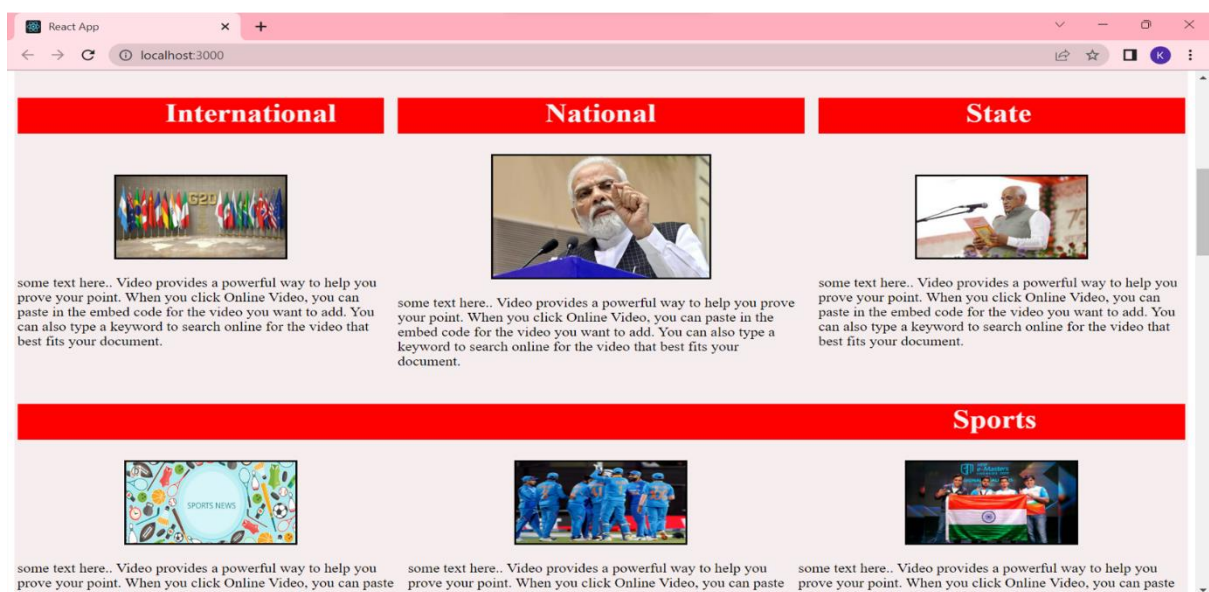 React App
localhost:3000
K
International
National
State
G20
some text here.. Video provides a powerful way to help you
prove your point. When you click Online Video, you can
paste in the embed code for the video you want to add. You
can also type a keyword to search online for the video that
best fits your document.
some text here.. Video provides a powerful way to help you prove
your point. When you click Online Video, you can paste in the
embed code for the video you want to add. You can also type a
keyword to search online for the video that best fits your
document.
some text here.. Video provides a powerful way to help you
prove your point. When you click Online Video, you can
paste in the embed code for the video you want to add. You
can also type a keyword to search online for the video that
best fits your document.
Sports
SPORTS NEWS
e-Masters
some text here.. Video provides a powerful way to help you
prove your point. When you click Online Video, you can paste
some text here.. Video provides a powerful way to help you
prove your point. When you click Online Video, you can paste
some text here.. Video provides a powerful way to help you
prove your point. When you click Online Video, you can paste